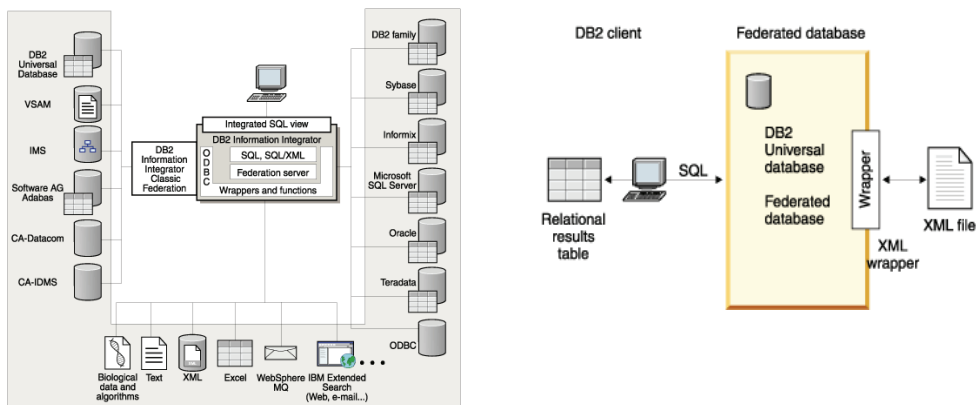 DB2
Universal
Database
VSAM
IMS
Software AG
Adabas
CA-Datacom
CA-IDMS
DB2
Information
Integrator
Classic
Federation
Integrated SQL view
DB2 Information Integrator
O
D
B
C
SQL, SQL/XML
Federation server
Wrappers and functions
DB2 family
Sybase
Informix
Microsoft
SQL Server
Oracle
Teradata
ODBC
Biological
data and
algorithms
Text
XML
Excel
WebSphere
MQ
IBM Extended
Search
(Web, e-mail...)
DB2 client
Federated database
SQL
Relational
results
table
DB2
Universal
database
Federated
database
Wrapper
XML
wrapper
XML file